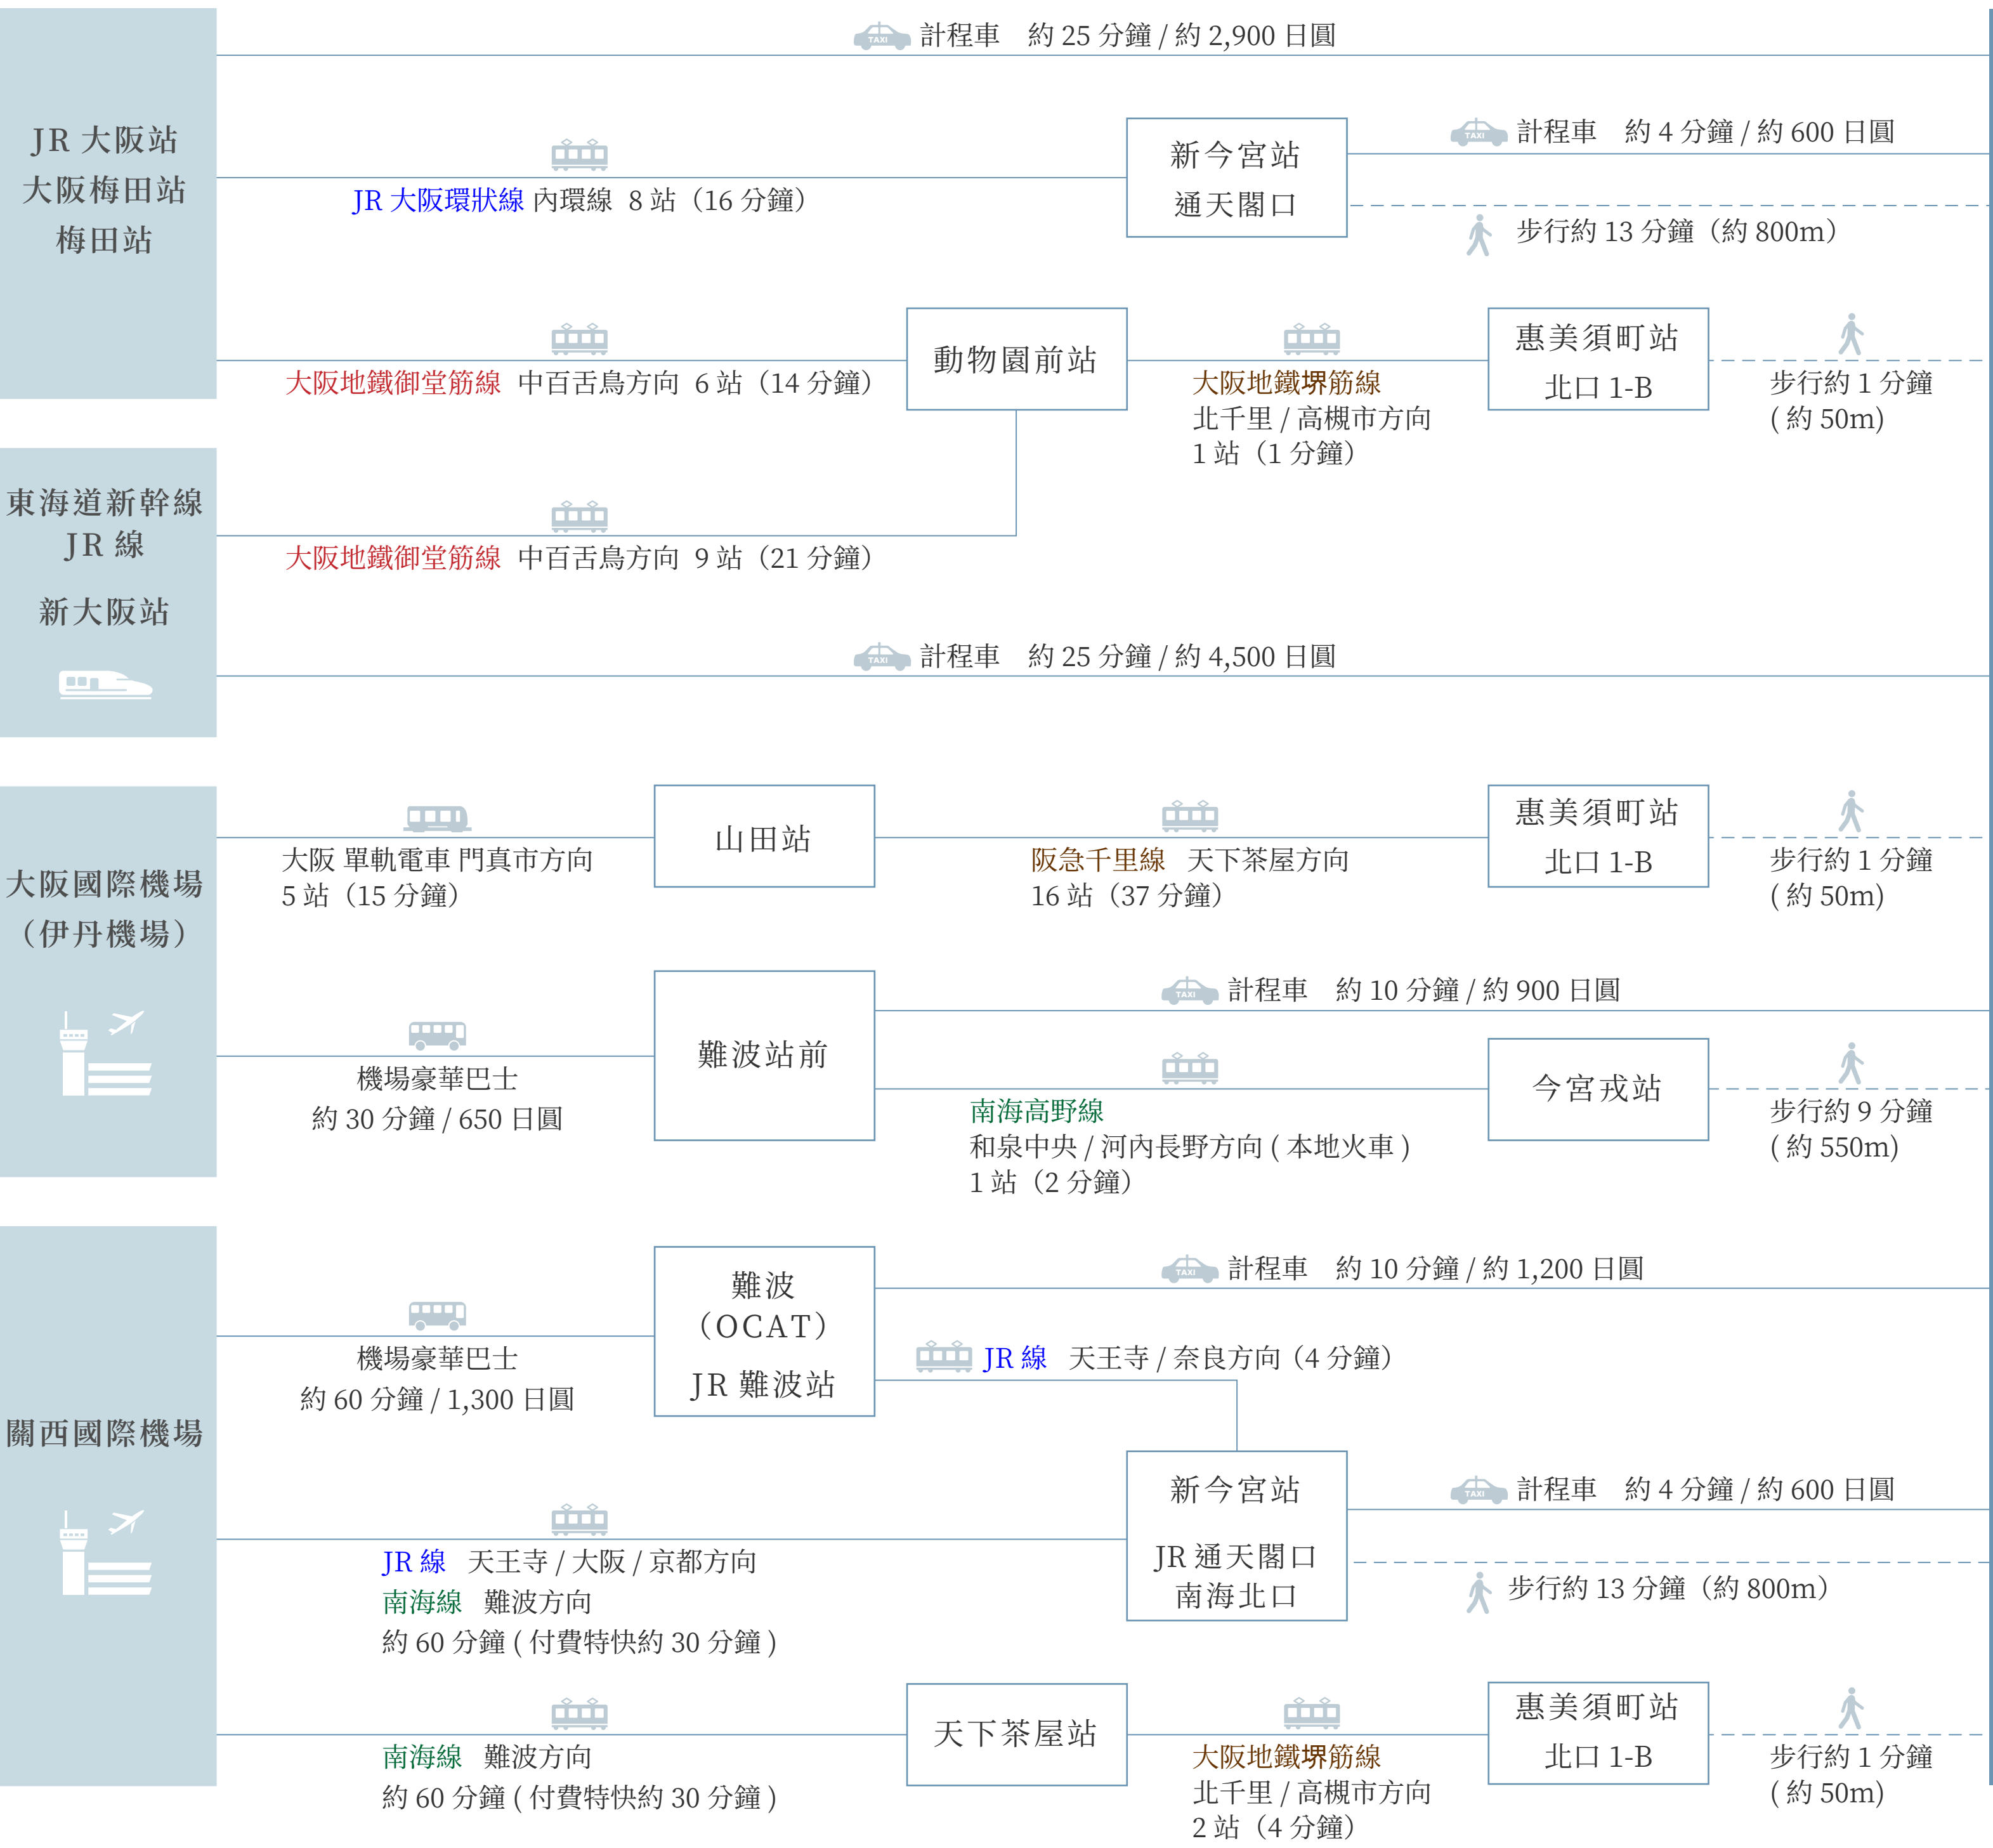 JR 大阪站
大阪梅田站
梅田站
TAXI 計程車 約 25 分鐘 / 約 2,900 日圓
JR 大阪環狀線 內環線 8 站（16 分鐘）
新今宮站
通天閣口
TAXI 計程車 約 4 分鐘 / 約 600 日圓
步行約 13 分鐘（約 800m）
大阪地鐵御堂筋線 中百舌鳥方向 6 站（14 分鐘）
動物園前站
大阪地鐵堺筋線
北千里 / 高槻市方向
1 站（1 分鐘）
惠美須町站
北口 1-B
步行約 1 分鐘
( 約 50m)
東海道新幹線
JR 線
新大阪站
大阪地鐵御堂筋線 中百舌鳥方向 9 站（21 分鐘）
TAXI 計程車 約 25 分鐘 / 約 4,500 日圓
大阪國際機場
（伊丹機場）
大阪 單軌電車 門真市方向
5 站（15 分鐘）
山田站
阪急千里線 天下茶屋方向
16 站（37 分鐘）
惠美須町站
北口 1-B
步行約 1 分鐘
( 約 50m)
機場豪華巴士
約 30 分鐘 / 650 日圓
難波站前
TAXI 計程車 約 10 分鐘 / 約 900 日圓
南海高野線
和泉中央 / 河內長野方向 ( 本地火車 )
1 站（2 分鐘）
今宮戎站
步行約 9 分鐘
( 約 550m)
關西國際機場
機場豪華巴士
約 60 分鐘 / 1,300 日圓
難波
（OCAT）
JR 難波站
TAXI 計程車 約 10 分鐘 / 約 1,200 日圓
JR 線 天王寺 / 奈良方向（4 分鐘）
JR 線 天王寺 / 大阪 / 京都方向
南海線 難波方向
約 60 分鐘 ( 付費特快約 30 分鐘 )
新今宮站
JR 通天閣口
南海北口
TAXI 計程車 約 4 分鐘 / 約 600 日圓
步行約 13 分鐘（約 800m）
南海線 難波方向
約 60 分鐘 ( 付費特快約 30 分鐘 )
天下茶屋站
大阪地鐵堺筋線
北千里 / 高槻市方向
2 站（4 分鐘）
惠美須町站
北口 1-B
步行約 1 分鐘
( 約 50m)